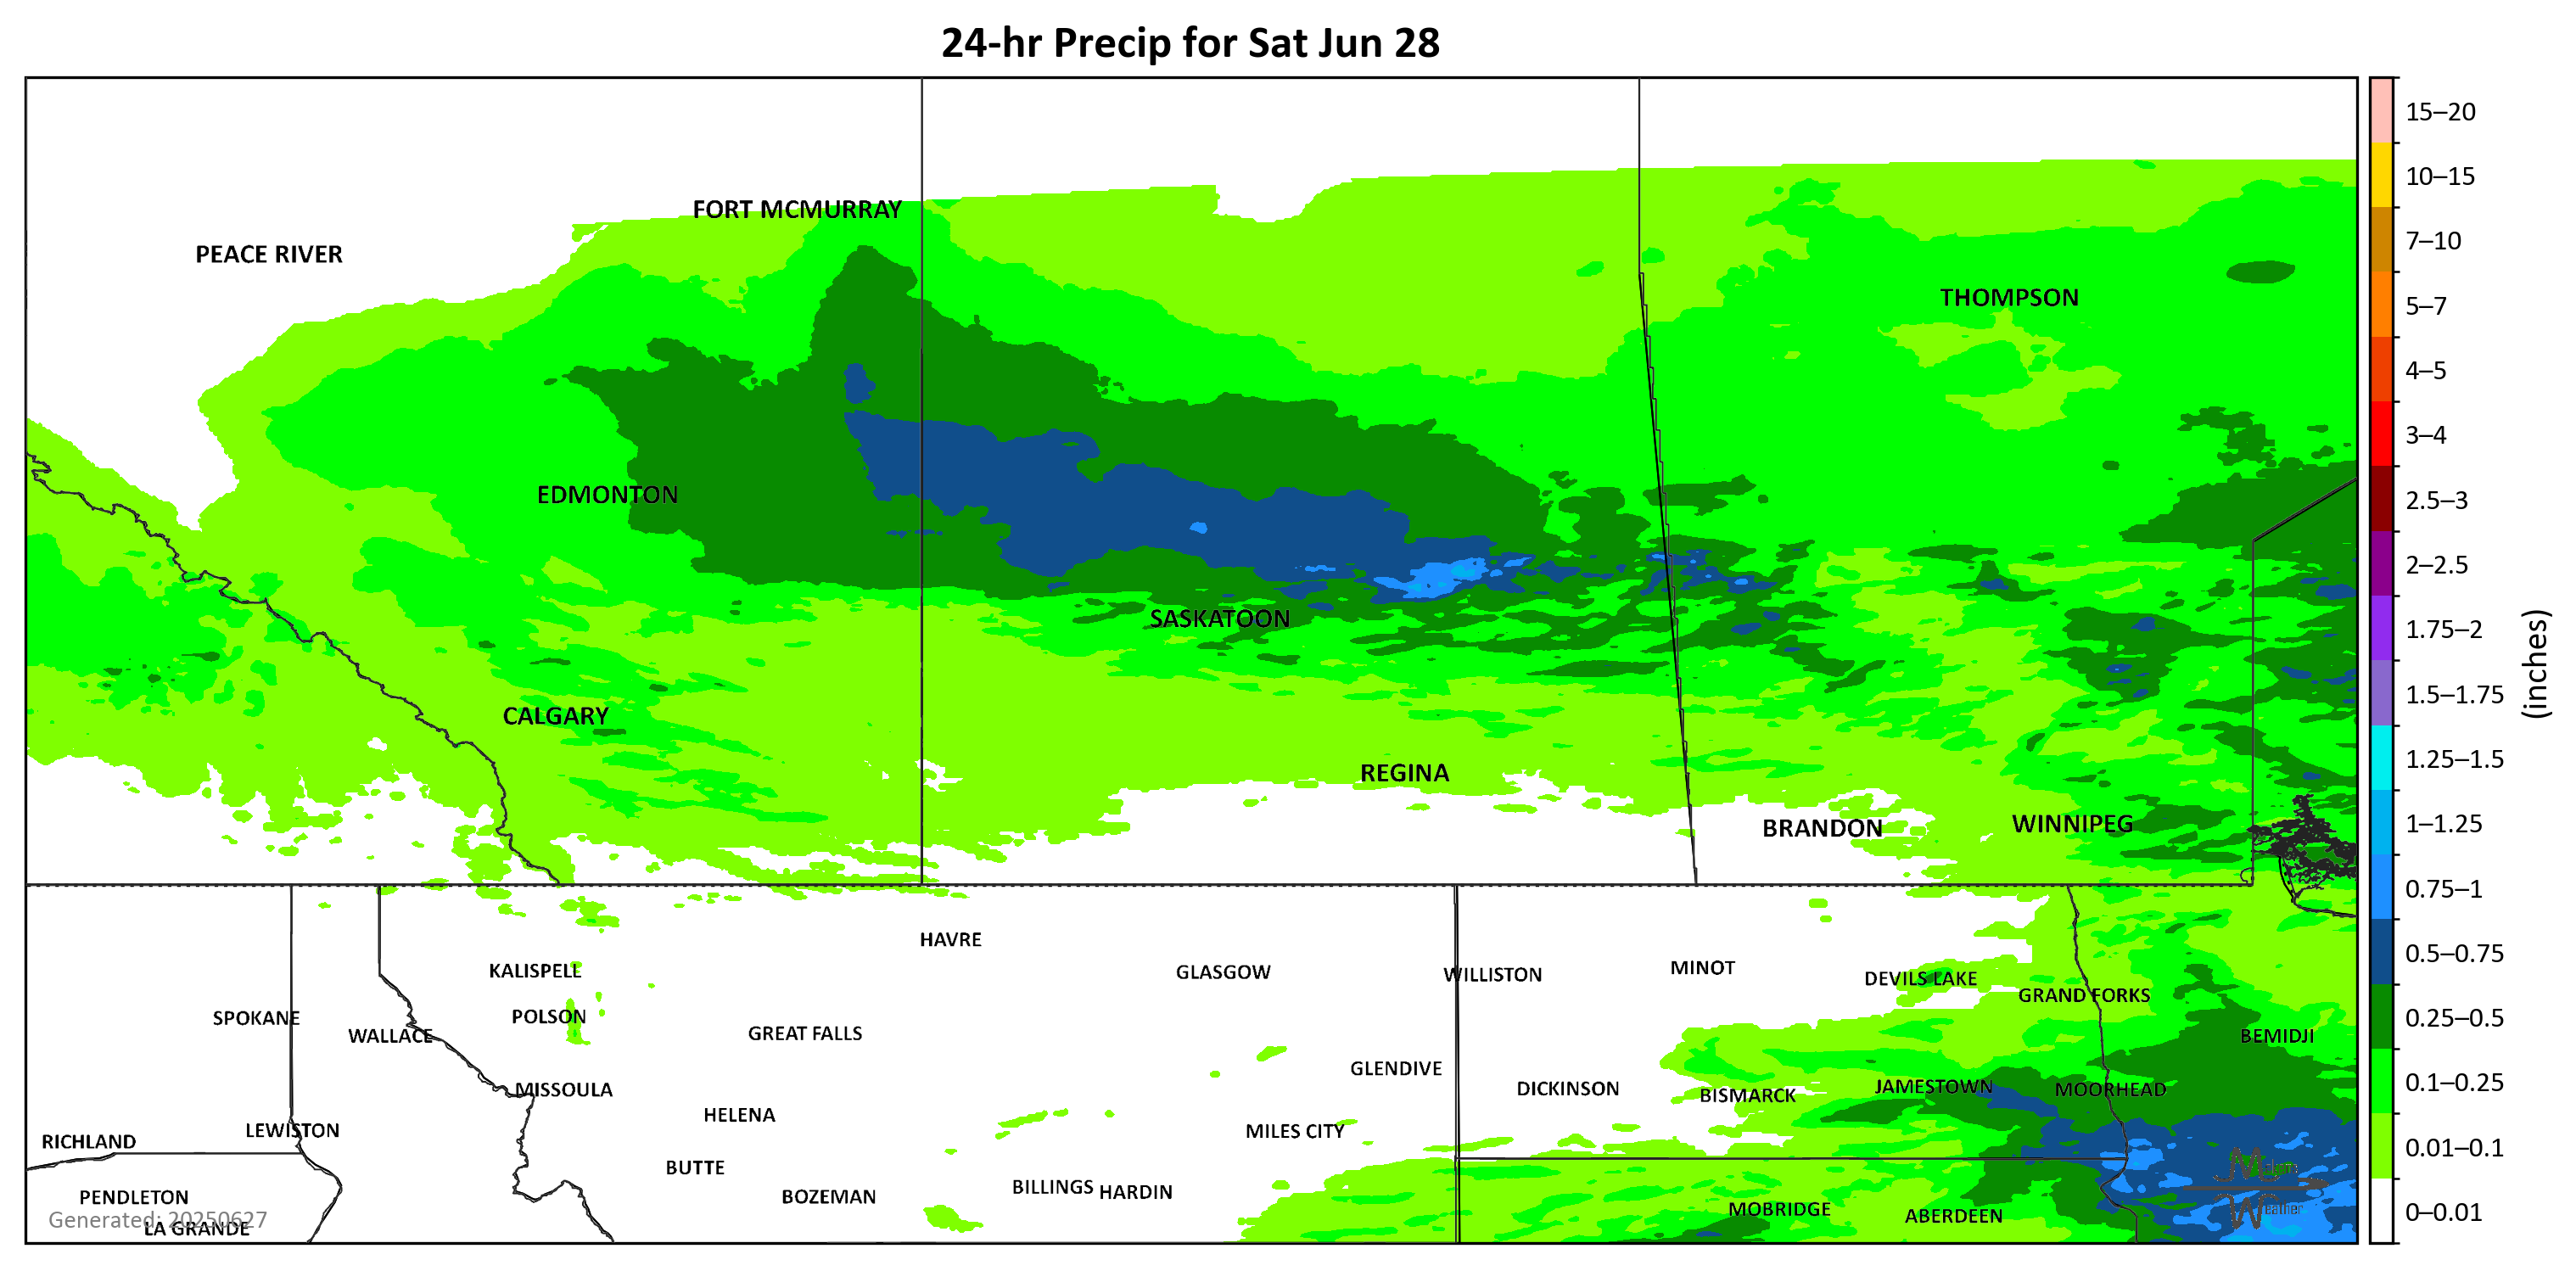 24-hr Precip for Sat Jun 28
15–20
10–15
FORT MCMURRAY
7–10
PEACE RIVER
THOMPSON
5–7
4–5
3–4
EDMONTON
2.5–3
2–2.5
SASKATOON
1.75–2
(inches)
1.5–1.75
CALGARY
1.25–1.5
REGINA
BRANDON
WINNIPEG
1–1.25
0.75–1
HAVRE
0.5–0.75
KALISPELL
GLASGOW
WILLISTON
MINOT
DEVILS LAKE
GRAND FORKS
SPOKANE
POLSON
0.25–0.5
WALLACE
GREAT FALLS
BEMIDJI
GLENDIVE
0.1–0.25
MISSOULA
DICKINSON
BISMARCK
JAMESTOWN
MOORHEAD
HELENA
RICHLAND
LEWISTON
MILES CITY
0.01–0.1
BUTTE
PENDLETON
BOZEMAN
BILLINGS
HARDIN
MOBRIDGE
ABERDEEN
eather
0–0.01
Generated: 20250627
LA GRANDE